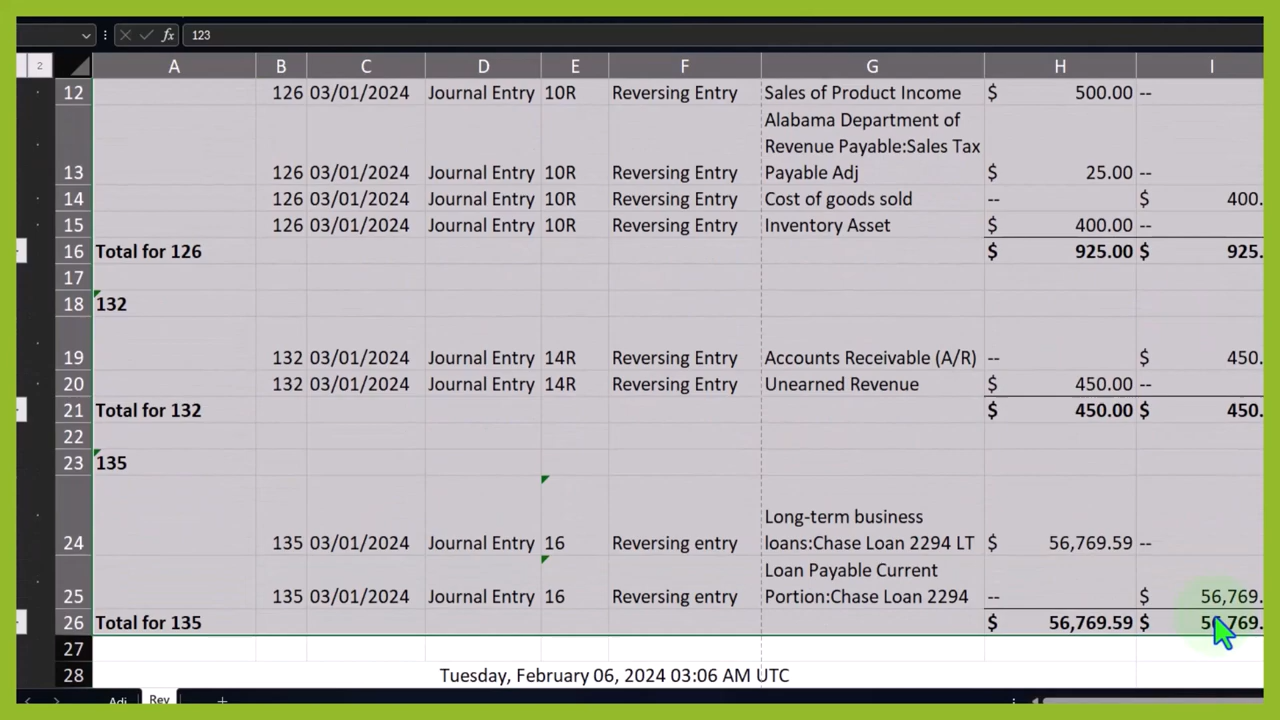 fx 123
2 A B C D E F G H I
12 126 03/01/2024 Journal Entry 10R Reversing Entry Sales of Product Income $ 500.00 --
Alabama Department of
Revenue Payable:Sales Tax
13 126 03/01/2024 Journal Entry 10R Reversing Entry Payable Adj $ 25.00 --
14 126 03/01/2024 Journal Entry 10R Reversing Entry Cost of goods sold -- $ 400.
15 126 03/01/2024 Journal Entry 10R Reversing Entry Inventory Asset $ 400.00 --
16 Total for 126 $ 925.00 $ 925.
17
18 132
19 132 03/01/2024 Journal Entry 14R Reversing Entry Accounts Receivable (A/R) -- $ 450.
20 132 03/01/2024 Journal Entry 14R Reversing Entry Unearned Revenue $ 450.00 --
21 Total for 132 $ 450.00 $ 450.
22
23 135
Long-term business
24 135 03/01/2024 Journal Entry 16 Reversing entry loans:Chase Loan 2294 LT $ 56,769.59 --
Loan Payable Current
25 135 03/01/2024 Journal Entry 16 Reversing entry Portion:Chase Loan 2294 -- $ 56,769.
26 Total for 135 $ 56,769.59 $ 56,769.
27
28 Tuesday, February 06, 2024 03:06 AM UTC
Adj Rev +